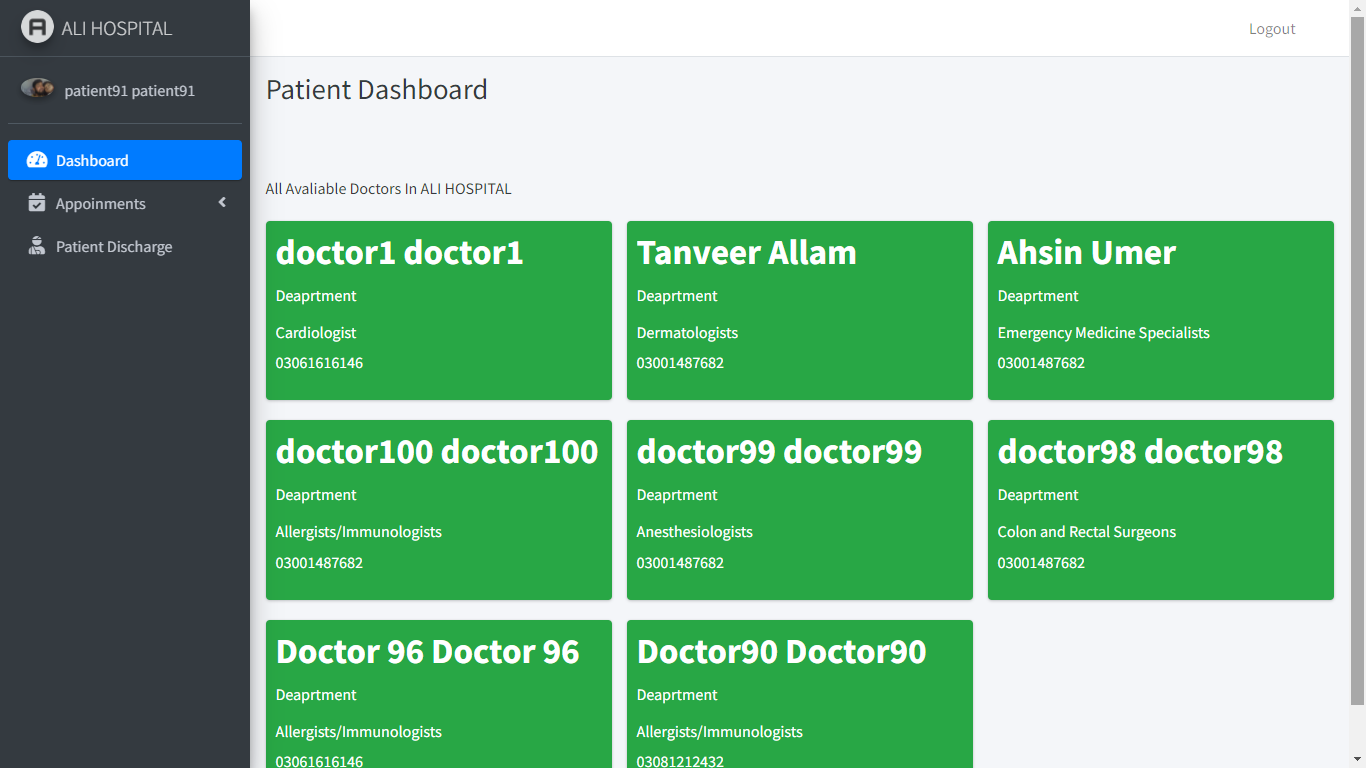 ALI HOSPITAL
Logout
patient91 patient91
Dashboard
Appoinments
Patient Discharge
Patient Dashboard
All Avaliable Doctors In ALI HOSPITAL
doctor1 doctor1
Deaprtment
Cardiologist
03061616146
Tanveer Allam
Deaprtment
Dermatologists
03001487682
Ahsin Umer
Deaprtment
Emergency Medicine Specialists
03001487682
doctor100 doctor100
Deaprtment
Allergists/Immunologists
03001487682
doctor99 doctor99
Deaprtment
Anesthesiologists
03001487682
doctor98 doctor98
Deaprtment
Colon and Rectal Surgeons
03001487682
Doctor 96 Doctor 96
Deaprtment
Allergists/Immunologists
03061616146
Doctor90 Doctor90
Deaprtment
Allergists/Immunologists
03081212432